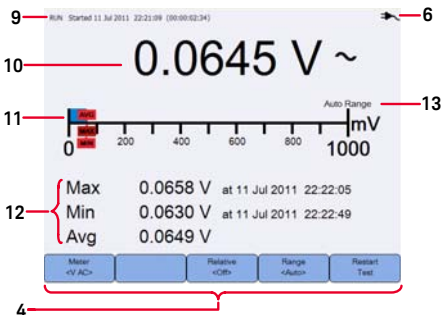 9 RUN Started 11 Jul 2011 22:21:09 (00:00:02:34) 6
10 0.0645 V ~
Auto Range 13
11 AVG
MAX
MIN
mV
0 200 400 600 800 1000
12 Max 0.0658 V at 11 Jul 2011 22:22:05
Min 0.0630 V at 11 Jul 2011 22:22:49
Avg 0.0649 V
Meter Relative Range Restart
<V AC> <Off> <Auto> Test
4